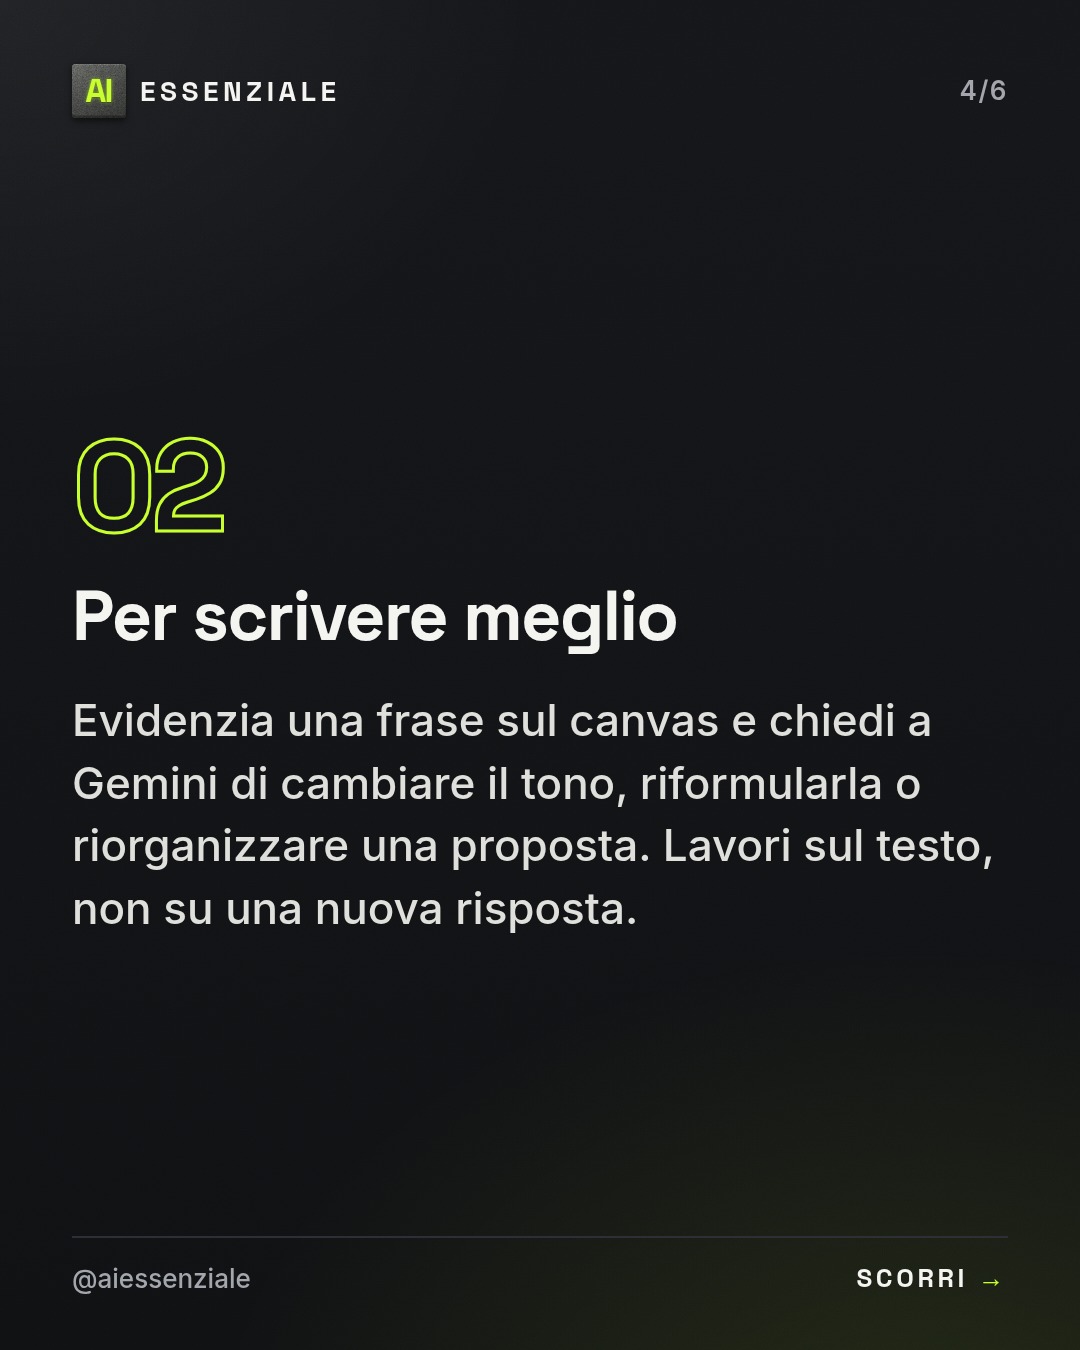 AI ESSENZIALE
4/6
02
Per scrivere meglio
Evidenzia una frase sul canvas e chiedi a
Gemini di cambiare il tono, riformularla o
riorganizzare una proposta. Lavori sul testo,
non su una nuova risposta.
@aiessenziale
SCORRI →